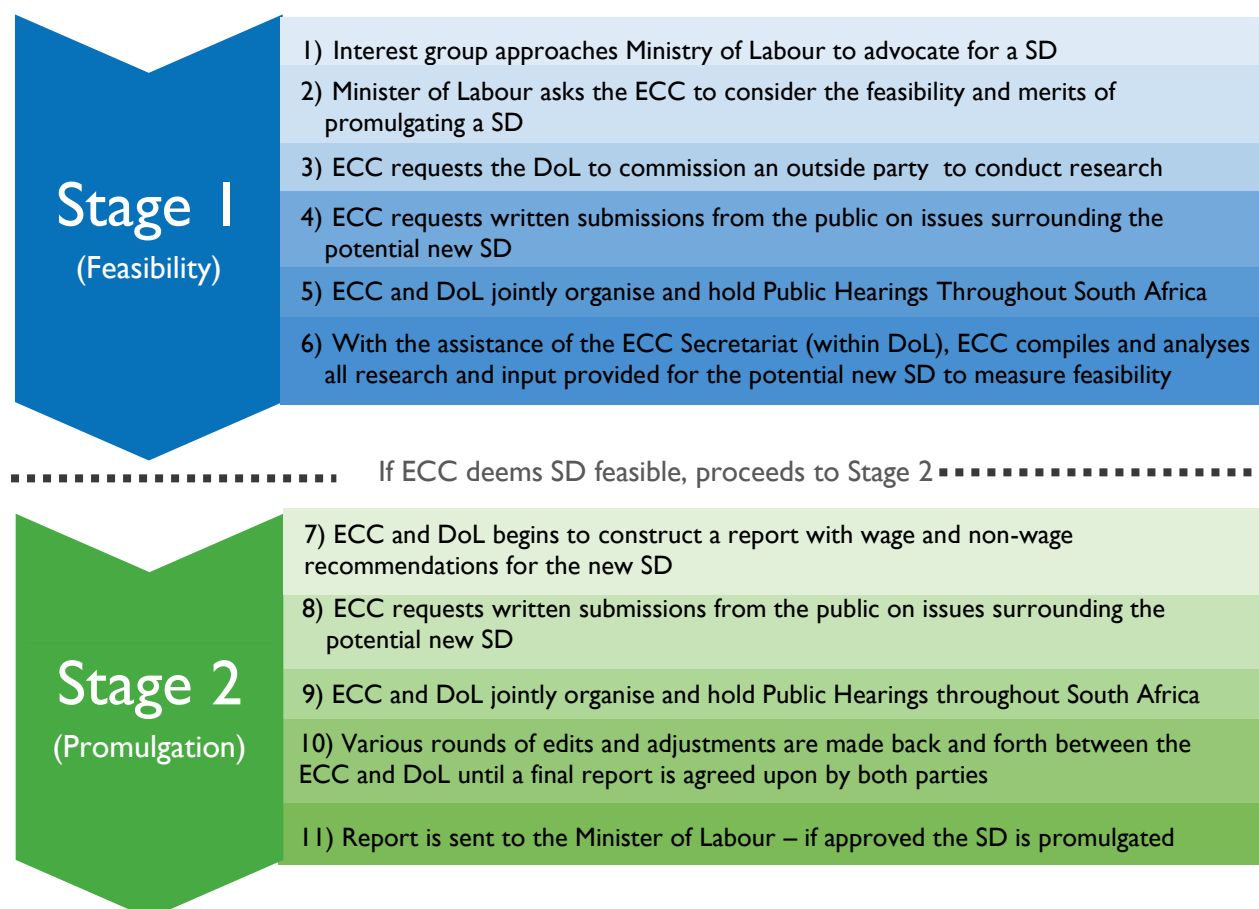 Stage 1
(Feasibility)
1) Interest group approaches Ministry of Labour to advocate for a SD
2) Minister of Labour asks the ECC to consider the feasibility and merits of
promulgating a SD
3) ECC requests the DoL to commission an outside party to conduct research
4) ECC requests written submissions from the public on issues surrounding the
potential new SD
5) ECC and DoL jointly organise and hold Public Hearings Throughout South Africa
6) With the assistance of the ECC Secretariat (within DoL), ECC compiles and analyses
all research and input provided for the potential new SD to measure feasibility
If ECC deems SD feasible, proceeds to Stage 2
Stage 2
(Promulgation)
7) ECC and DoL begins to construct a report with wage and non-wage
recommendations for the new SD
8) ECC requests written submissions from the public on issues surrounding the
potential new SD
9) ECC and DoL jointly organise and hold Public Hearings throughout South Africa
10) Various rounds of edits and adjustments are made back and forth between the
ECC and DoL until a final report is agreed upon by both parties
11) Report is sent to the Minister of Labour – if approved the SD is promulgated